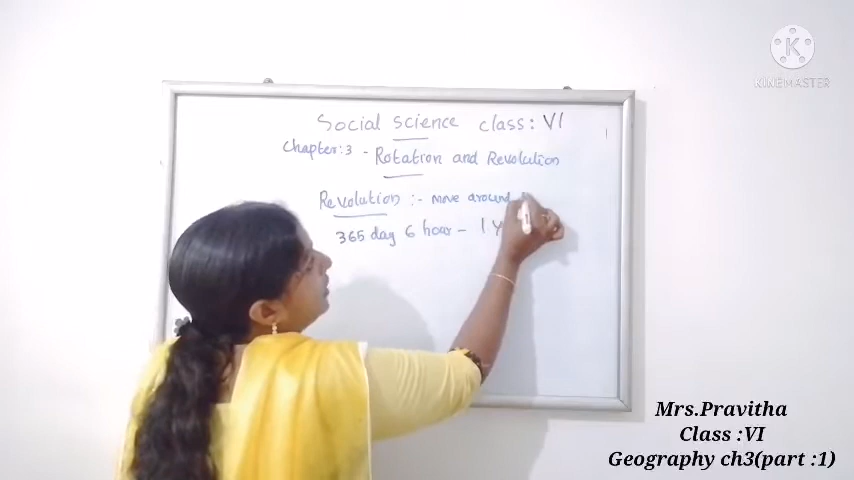 KINEMASTER
Social science class: VI
Chapter:3 - Rotation and Revolution
Revolution :- move around
365 day 6 hour - 1 Y
Mrs.Pravitha
Class :VI
Geography ch3(part :1)